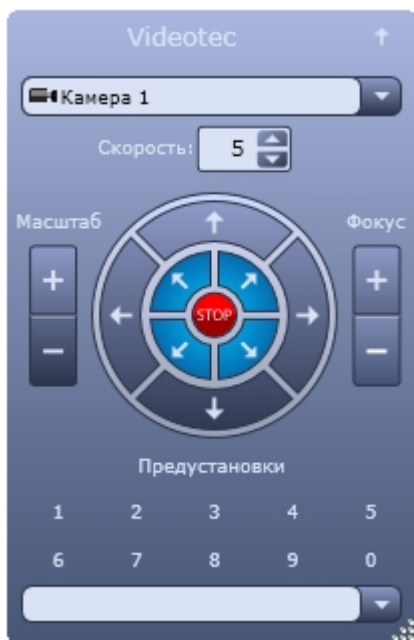 Videotec
Камера 1
Скорость: 5
Масштаб Фокус
+ +
STOP
− −
Предустановки
1 2 3 4 5
6 7 8 9 0